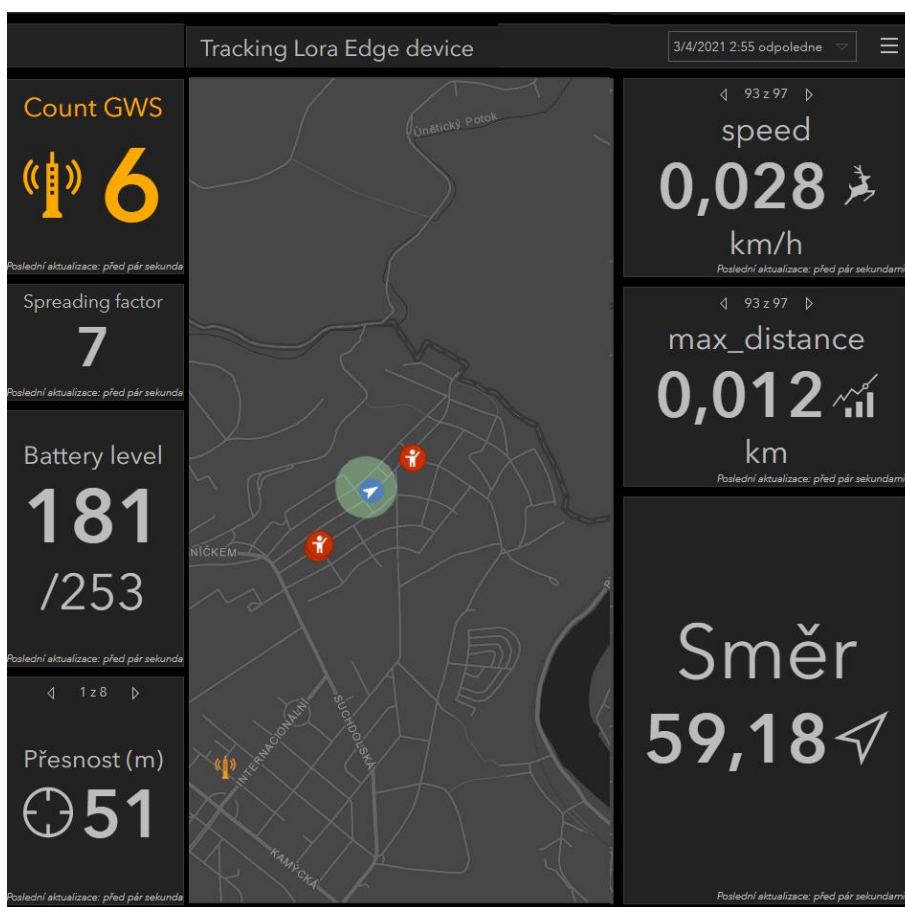 Tracking Lora Edge device
3/4/2021 2:55 odpoledne
Count GWS
6
Poslední aktualizace: před pár sekunda
Spreading factor
7
Poslední aktualizace: před pár sekunda
Battery level
181
/253
Poslední aktualizace: před pár sekunda
1 z 8
Přesnost (m)
51
Poslední aktualizace: před pár sekunda
Únětický Potok
NÍČKEM
INTERNACIONÁLNÍ
SUCHDOLSKÁ
KAMÝCKÁ
93 z 97
speed
0,028
km/h
Poslední aktualizace: před pár sekundami
93 z 97
max_distance
0,012
km
Poslední aktualizace: před pár sekundami
Směr
59,18
Poslední aktualizace: před pár sekundami